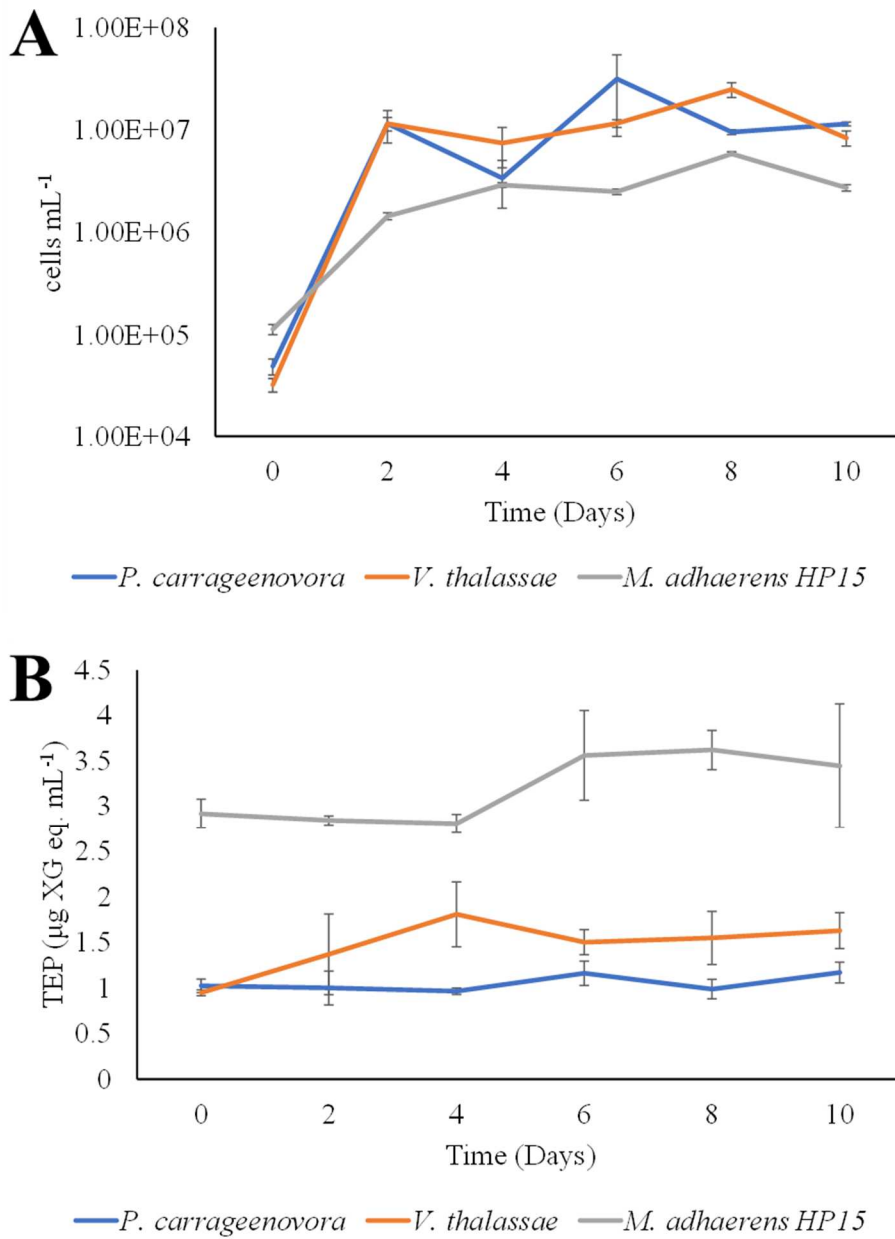 A
1.00E+08
1.00E+07
1.00E+06
1.00E+05
1.00E+04
cells mL⁻¹
0 2 4 6 8 10
Time (Days)
P. carrageenovora V. thalassae M. adhaerens HP15
B
4.5
4
3.5
3
2.5
2
1.5
1
0.5
0
TEP (µg XG eq. mL⁻¹)
0 2 4 6 8 10
Time (Days)
P. carrageenovora V. thalassae M. adhaerens HP15